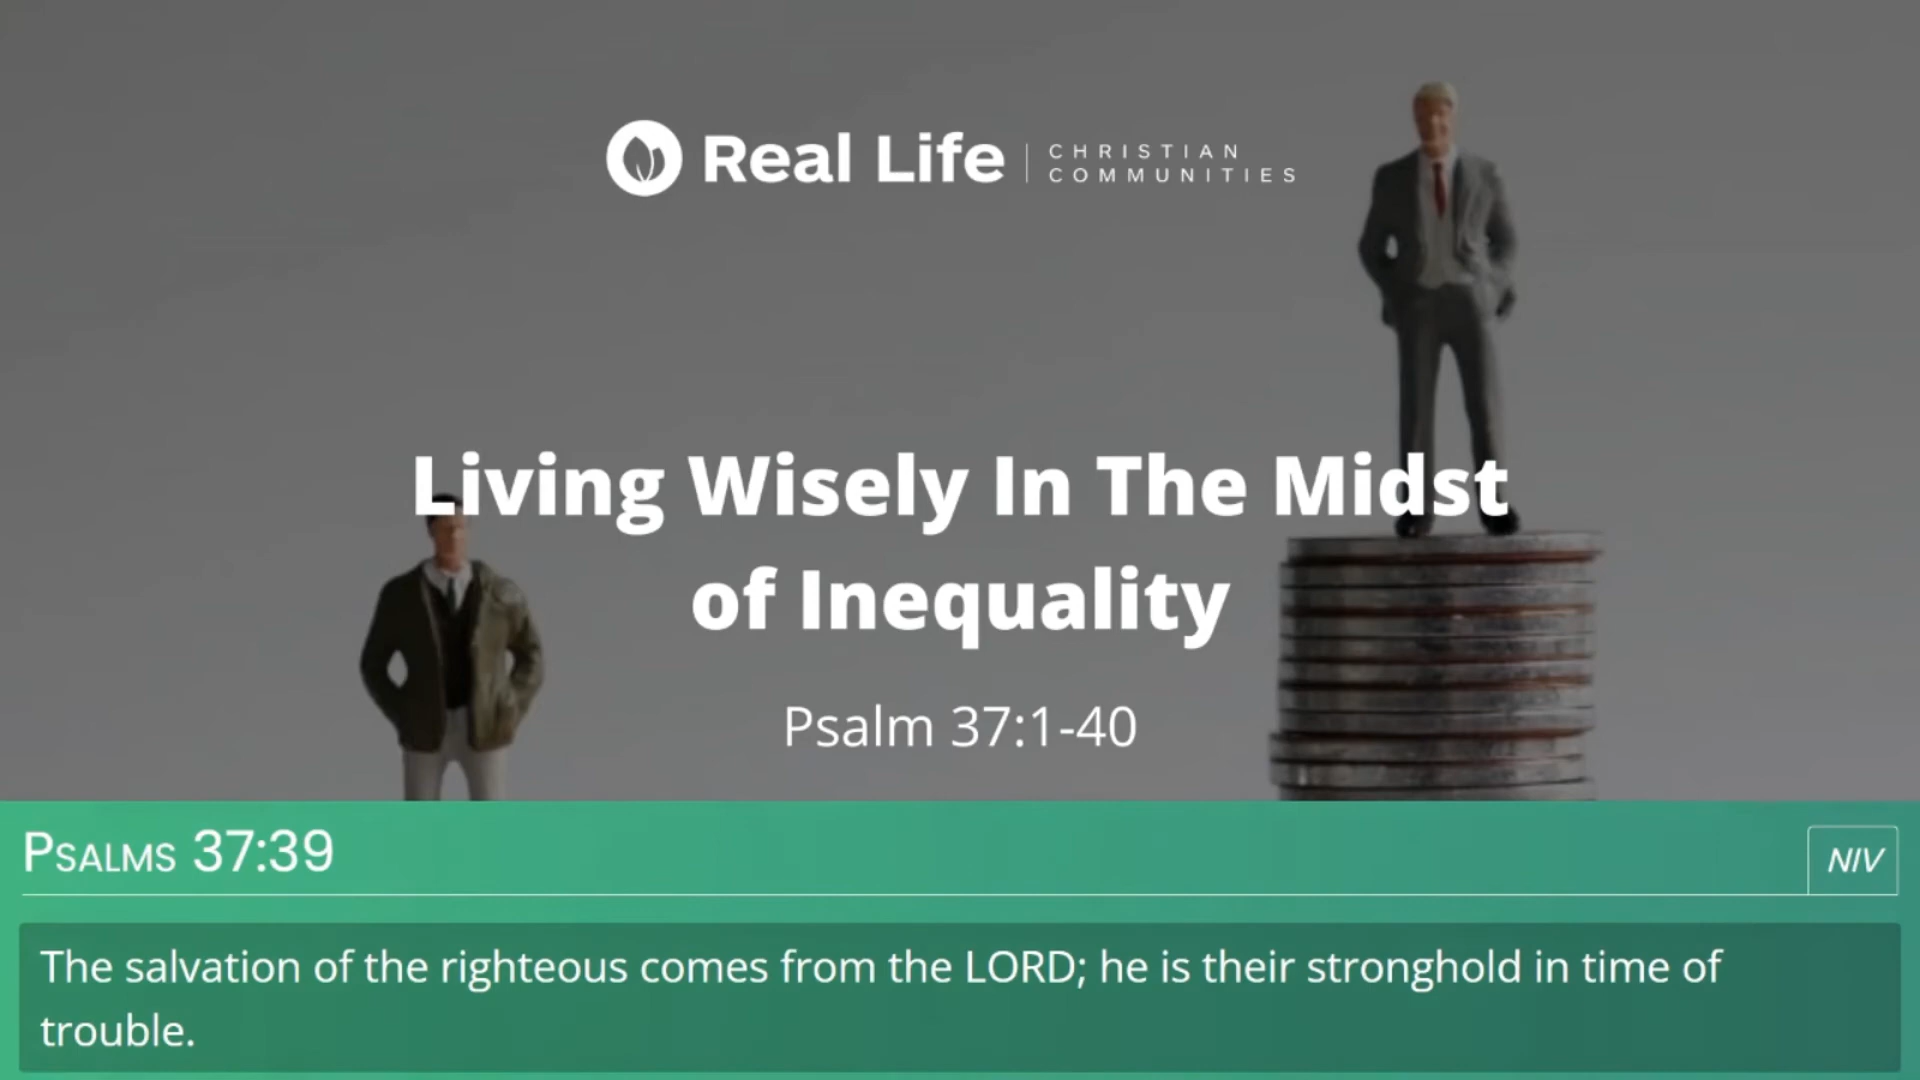 Real Life
CHRISTIAN
COMMUNITIES
Living Wisely In The Midst
of Inequality
Psalm 37:1-40
PSALMS 37:39
NIV
The salvation of the righteous comes from the LORD; he is their stronghold in time of
trouble.